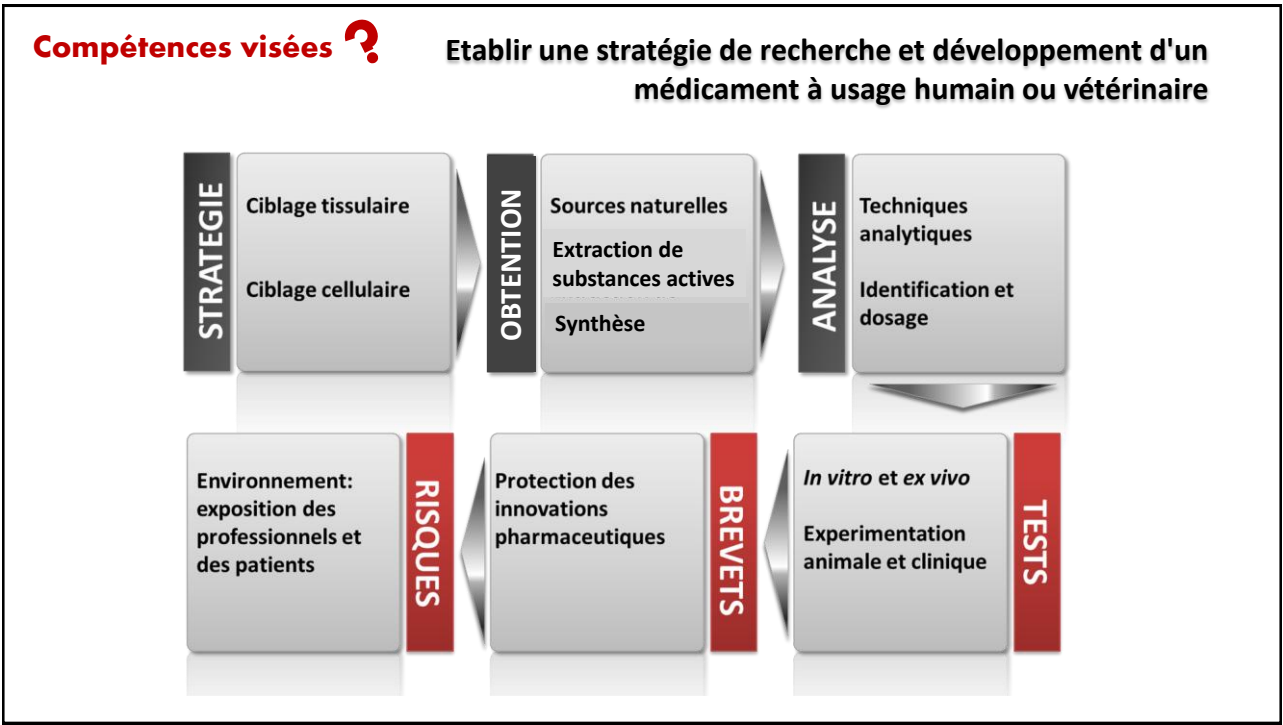 Compétences visées ?
Etablir une stratégie de recherche et développement d'un
médicament à usage humain ou vétérinaire
STRATEGIE
Ciblage tissulaire
Ciblage cellulaire
OBTENTION
Sources naturelles
Extraction de
substances actives
Synthèse
ANALYSE
Techniques
analytiques
Identification et
dosage
TESTS
In vitro et ex vivo
Experimentation
animale et clinique
BREVETS
Protection des
innovations
pharmaceutiques
RISQUES
Environnement:
exposition des
professionnels et
des patients